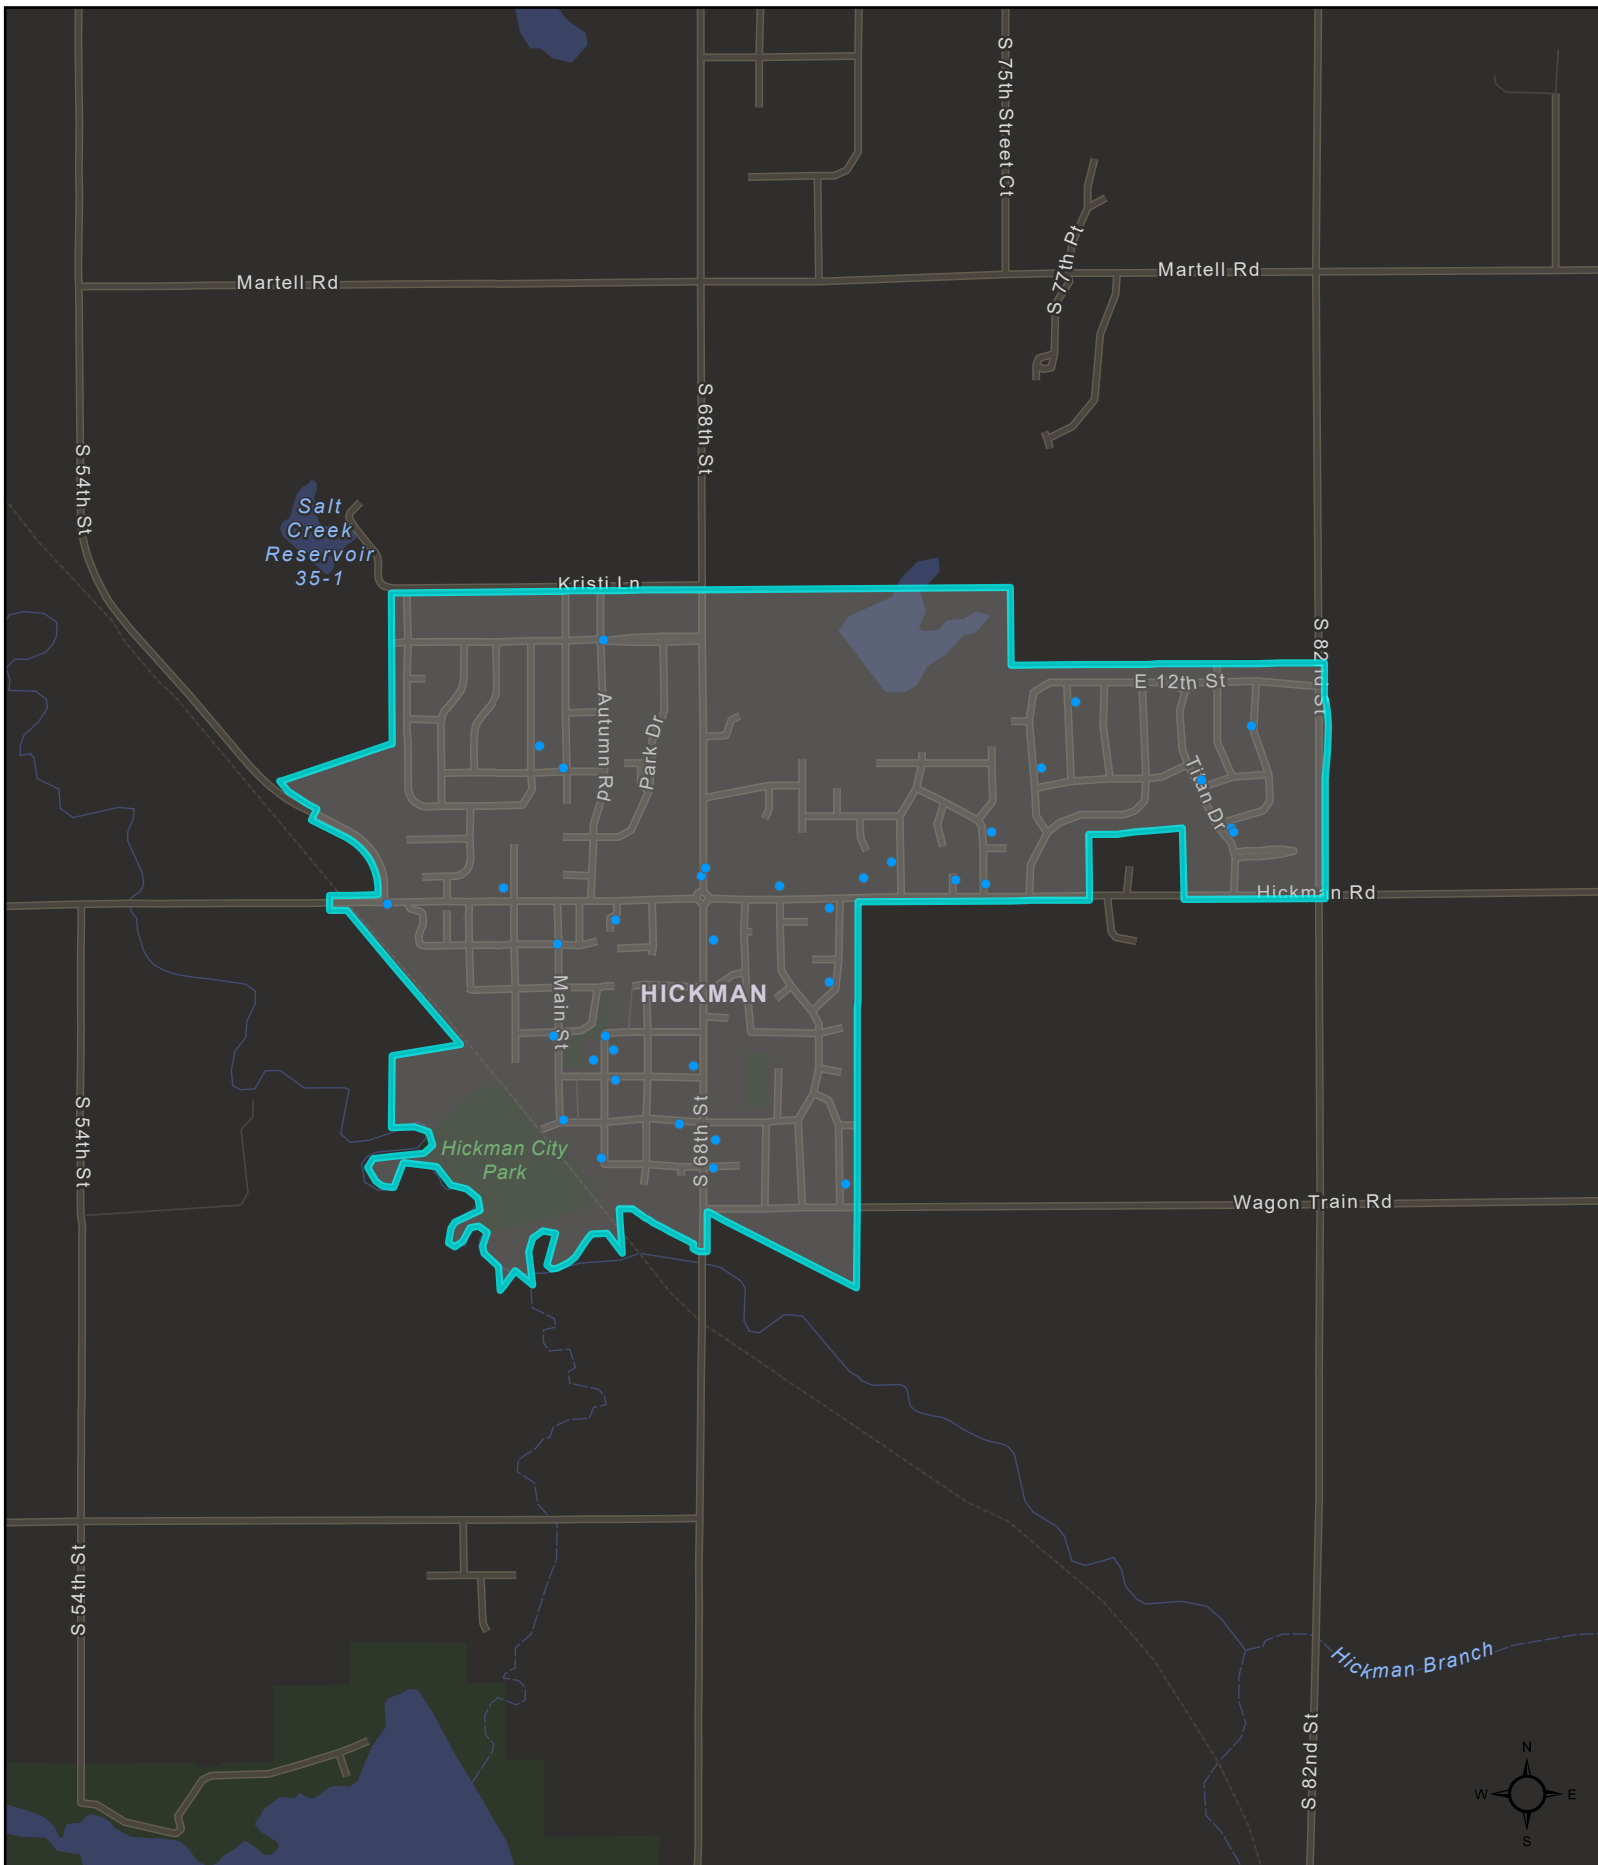 S 75th Street Ct
Martell Rd
S 77th Pt
Martell Rd
S 68th St
S 54th St
Salt
Creek
Reservoir
35-1
Kristi Ln
S 82nd St
E 12th St
Autumn Rd
Park Dr
Titan Dr
Hickman Rd
Main St
HICKMAN
S 54th St
S 68th St
Hickman City
Park
Wagon Train Rd
S 54th St
Hickman Branch
S 82nd St
N
W
E
S